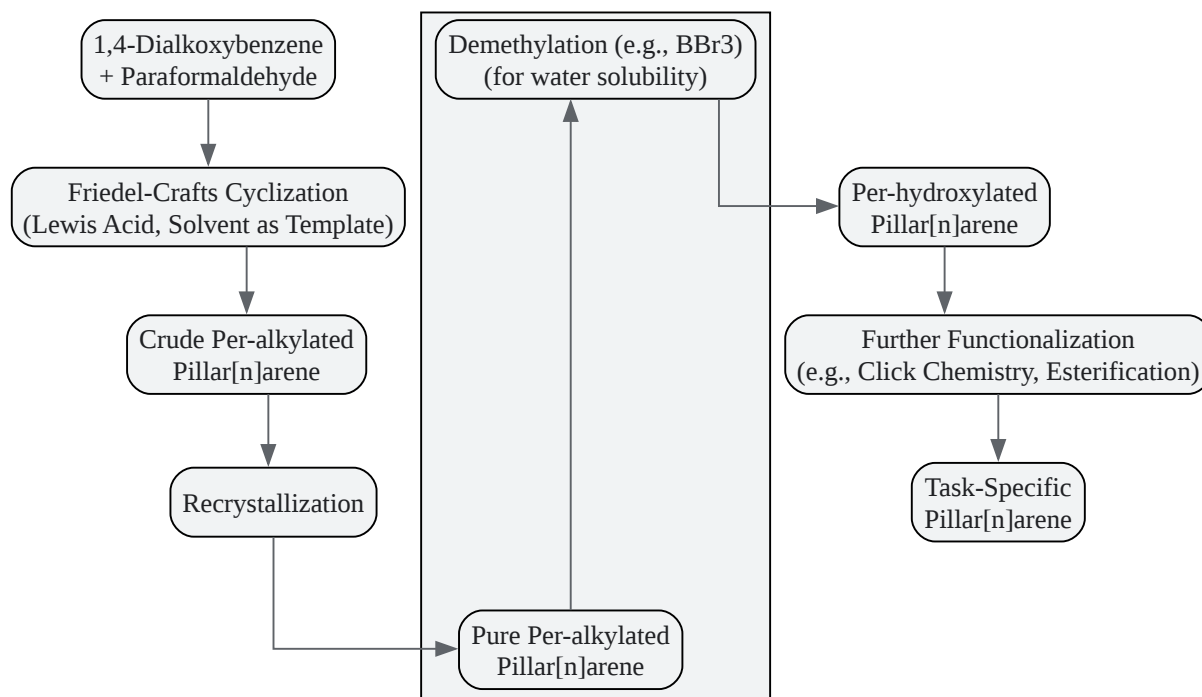 1,4-Dialkoxybenzene
+ Paraformaldehyde
Friedel-Crafts Cyclization
(Lewis Acid, Solvent as Template)
Crude Per-alkylated
Pillar[n]arene
Recrystallization
Pure Per-alkylated
Pillar[n]arene
Demethylation (e.g., BBr3)
(for water solubility)
Per-hydroxylated
Pillar[n]arene
Further Functionalization
(e.g., Click Chemistry, Esterification)
Task-Specific
Pillar[n]arene